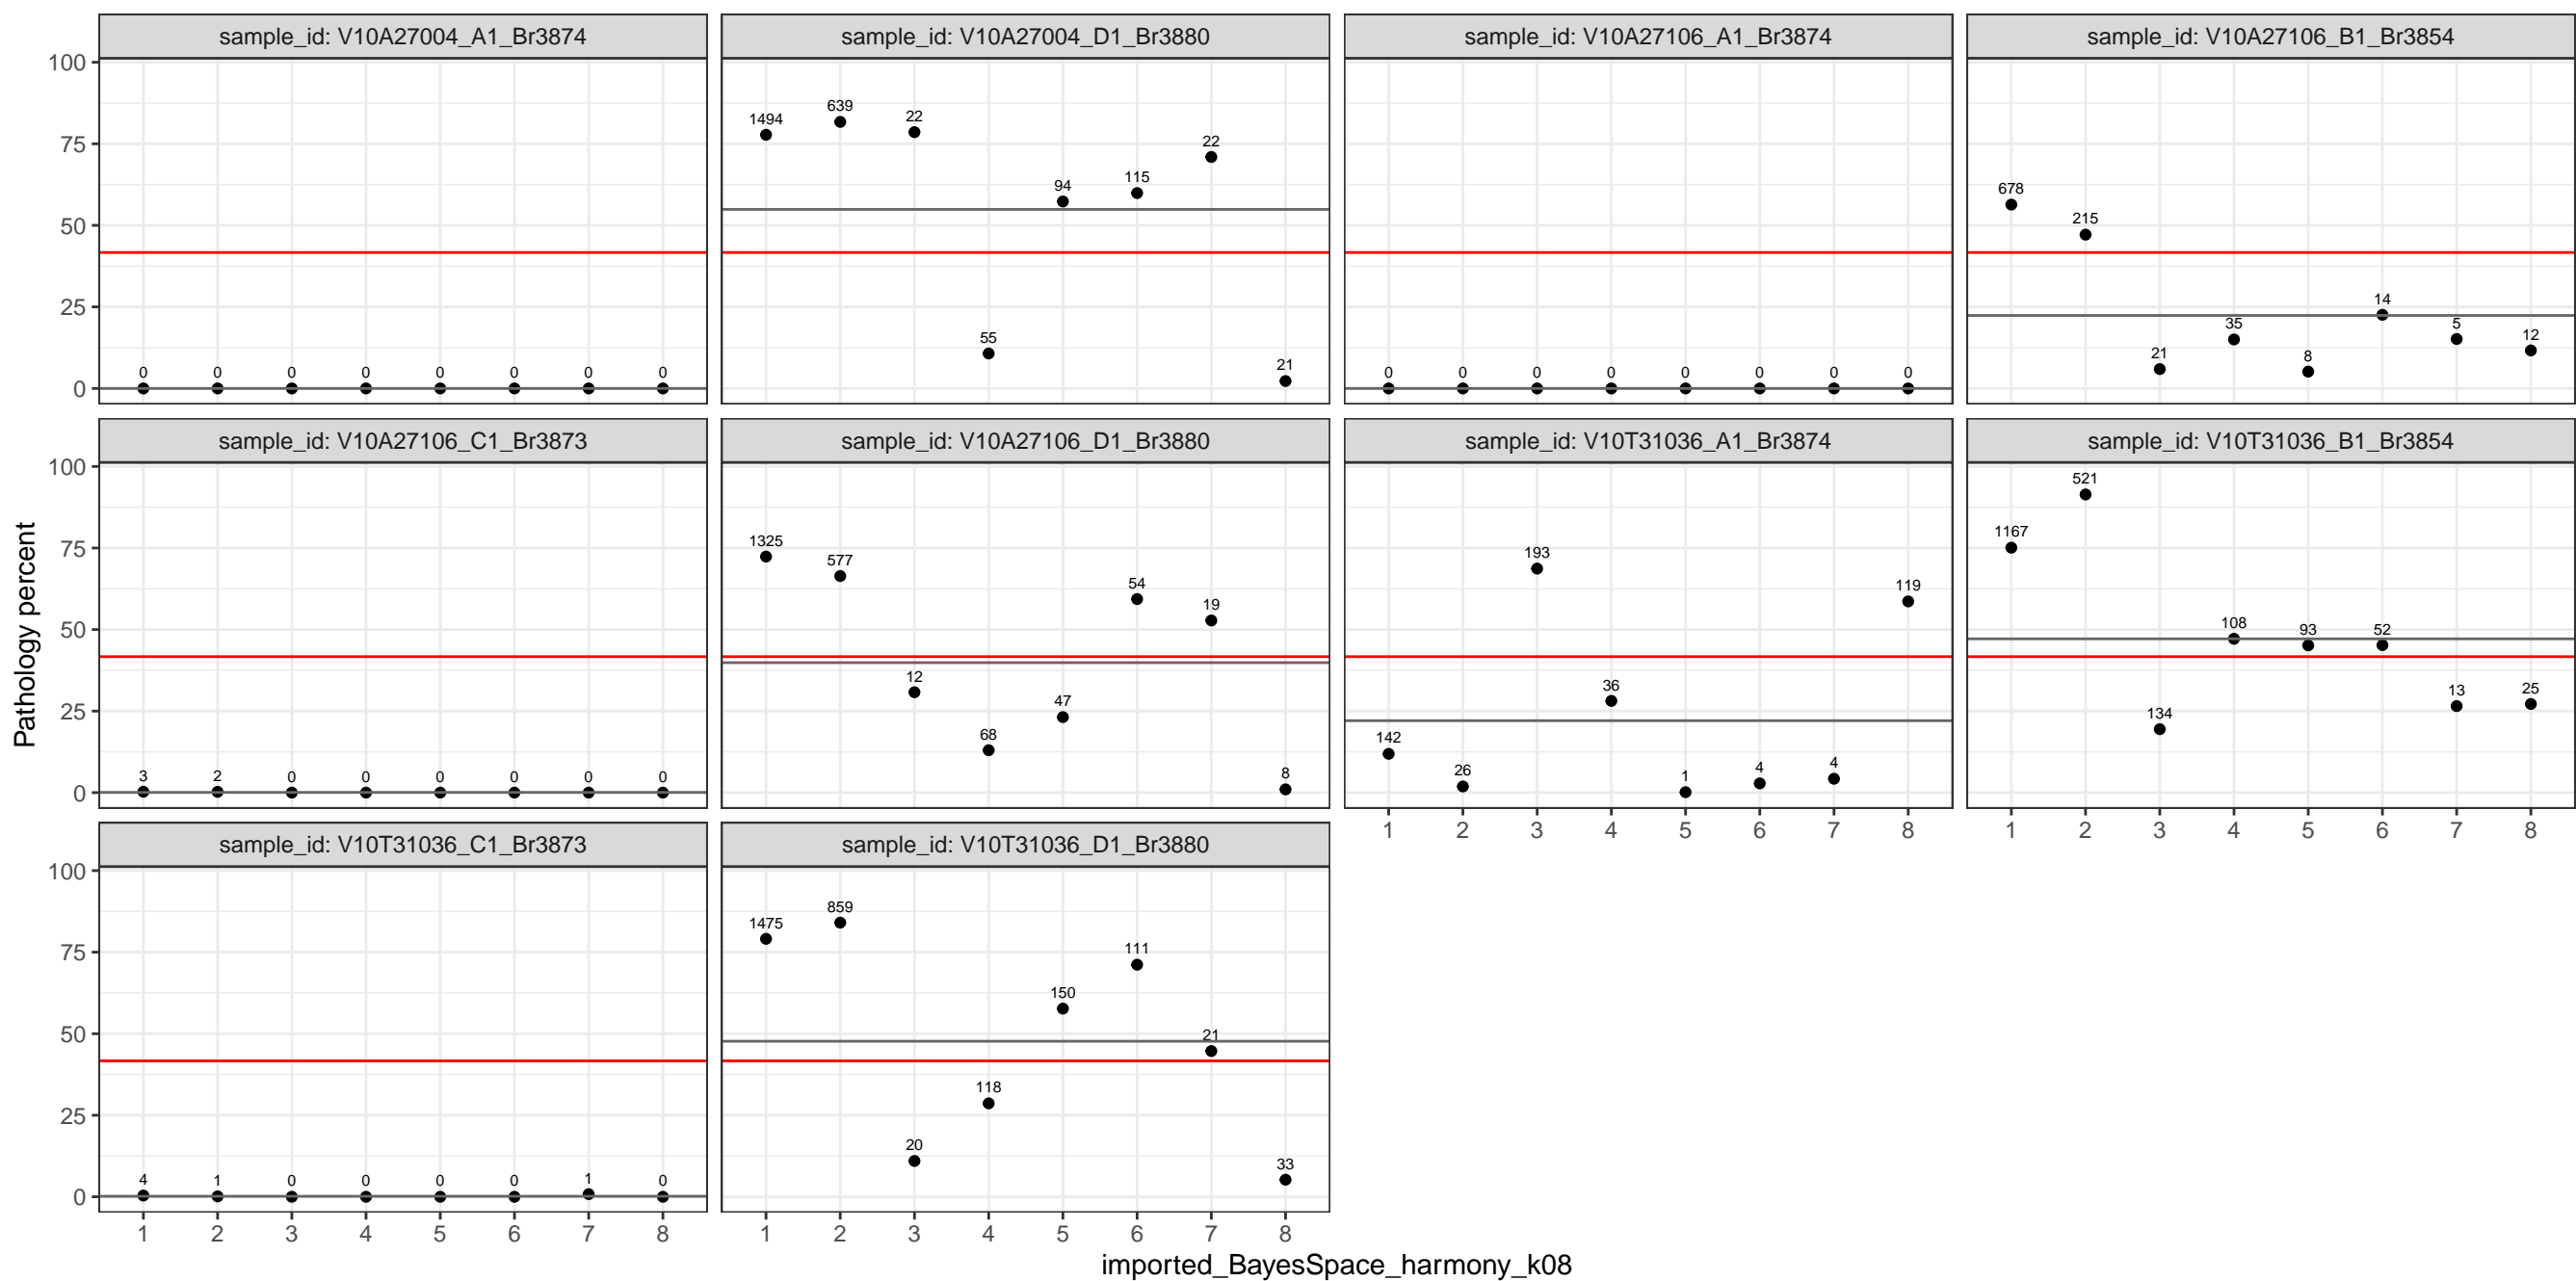 sample_id: V10A27004_A1_Br3874
sample_id: V10A27004_D1_Br3880
sample_id: V10A27106_A1_Br3874
sample_id: V10A27106_B1_Br3854
100
75
50
25
0
0 0 0 0 0 0 0 0
1494 639 22 55 94 115 22 21
0 0 0 0 0 0 0 0
678 215 21 35 8 14 5 12
sample_id: V10A27106_C1_Br3873
sample_id: V10A27106_D1_Br3880
sample_id: V10T31036_A1_Br3874
sample_id: V10T31036_B1_Br3854
Pathology percent
100
75
50
25
0
3 2 0 0 0 0 0 0
1325 577 12 68 47 54 19 8
142 26 193 36 1 4 4 119
1167 521 134 108 93 52 13 25
1 2 3 4 5 6 7 8
1 2 3 4 5 6 7 8
sample_id: V10T31036_C1_Br3873
sample_id: V10T31036_D1_Br3880
100
75
50
25
0
4 1 0 0 0 0 1 0
1475 859 20 118 150 111 21 33
1 2 3 4 5 6 7 8
1 2 3 4 5 6 7 8
imported_BayesSpace_harmony_k08